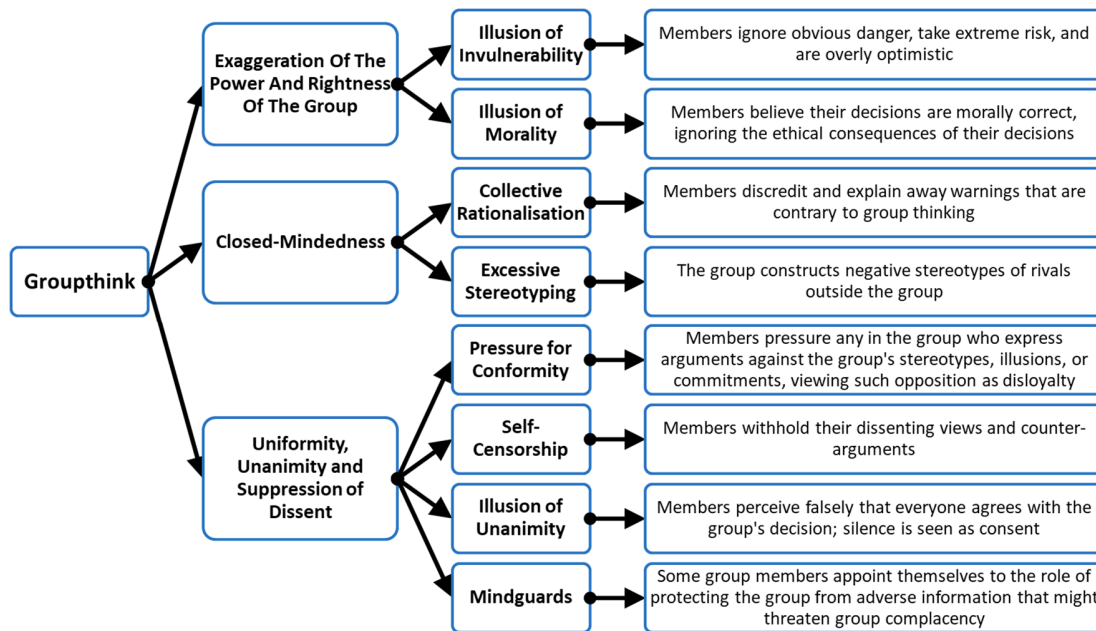 Groupthink
Exaggeration Of The
Power And Rightness
Of The Group
Illusion of
Invulnerability
Members ignore obvious danger, take extreme risk, and
are overly optimistic
Illusion of
Morality
Members believe their decisions are morally correct,
ignoring the ethical consequences of their decisions
Closed-Mindedness
Collective
Rationalisation
Members discredit and explain away warnings that are
contrary to group thinking
Excessive
Stereotyping
The group constructs negative stereotypes of rivals
outside the group
Uniformity,
Unanimity and
Suppression of
Dissent
Pressure for
Conformity
Members pressure any in the group who express
arguments against the group's stereotypes, illusions, or
commitments, viewing such opposition as disloyalty
Self-
Censorship
Members withhold their dissenting views and counter-
arguments
Illusion of
Unanimity
Members perceive falsely that everyone agrees with the
group's decision; silence is seen as consent
Mindguards
Some group members appoint themselves to the role of
protecting the group from adverse information that might
threaten group complacency